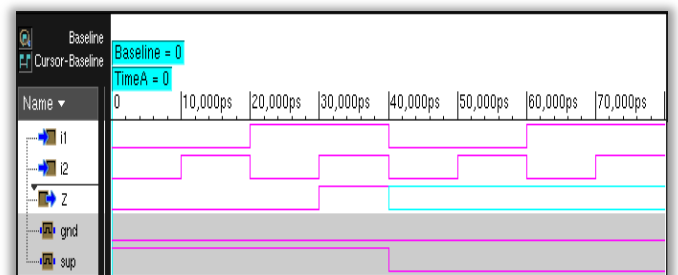 Baseline
Cursor-Baseline
Baseline = 0
TimeA = 0
Name
0 10,000ps 20,000ps 30,000ps 40,000ps 50,000ps 60,000ps 70,000ps
i1
i2
Z
gnd
sup